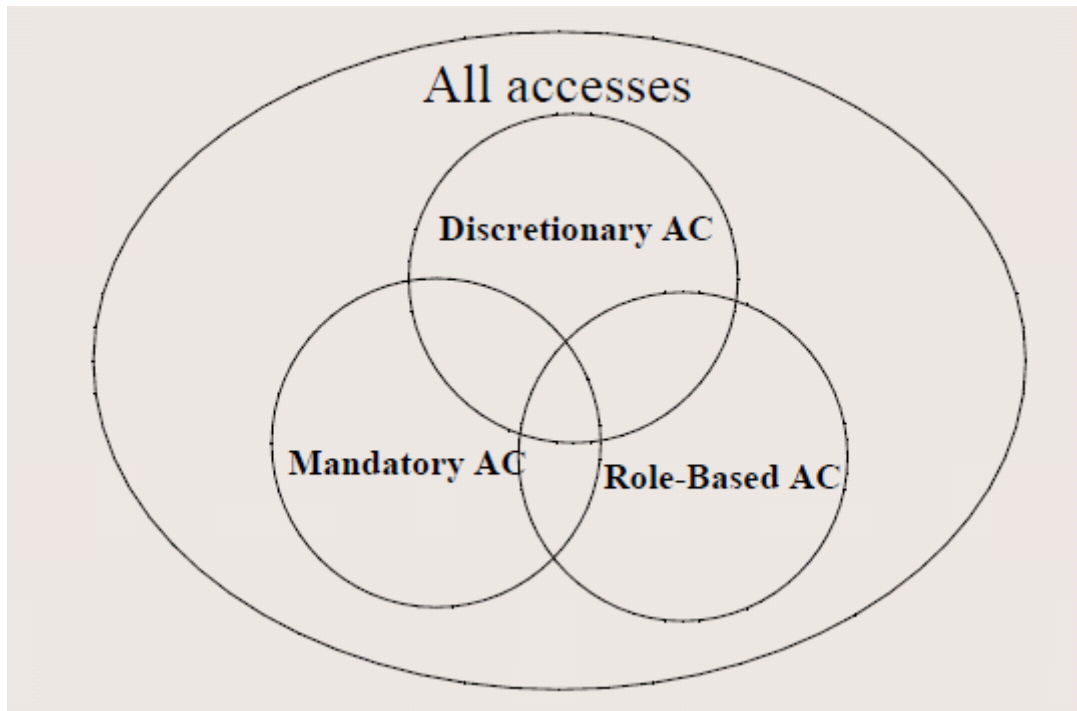 All accesses
Discretionary AC
Mandatory AC
Role-Based AC